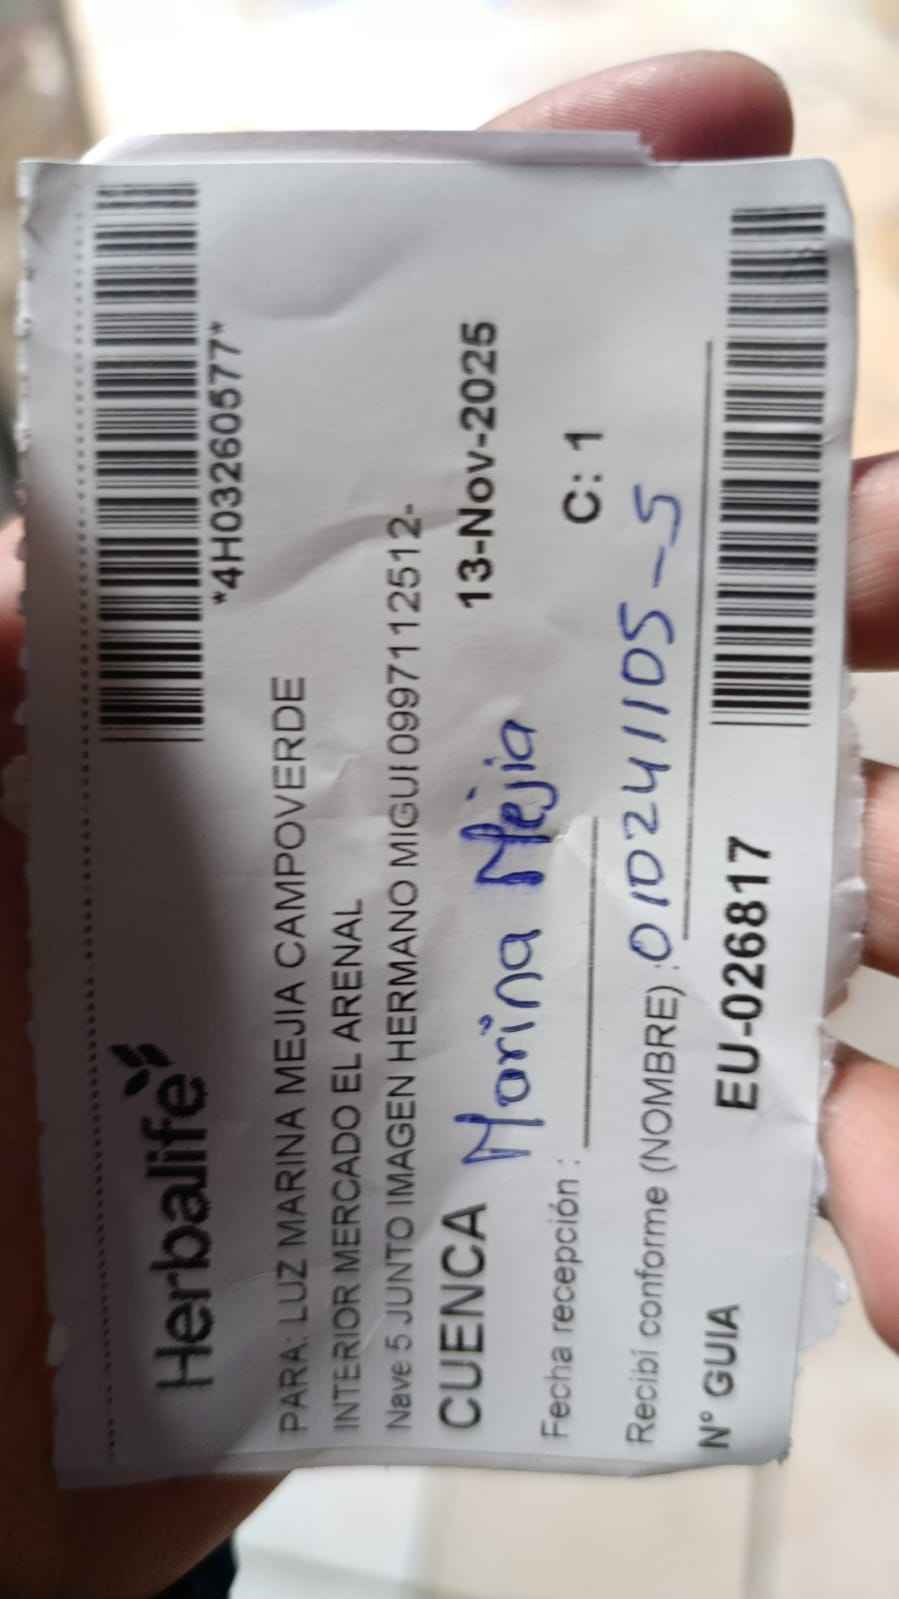 Herbalife
*4H03260577*
PARA: LUZ MARINA MEJIA CAMPOVERDE
INTERIOR MERCADO EL ARENAL
Nave 5 JUNTO IMAGEN HERMANO MIGUI 0997112512-
CUENCA 13-Nov-2025
Marina Mejia
Fecha recepción : C: 1
Recibí conforme (NOMBRE) : 010241105-5
Nº GUIA EU-026817